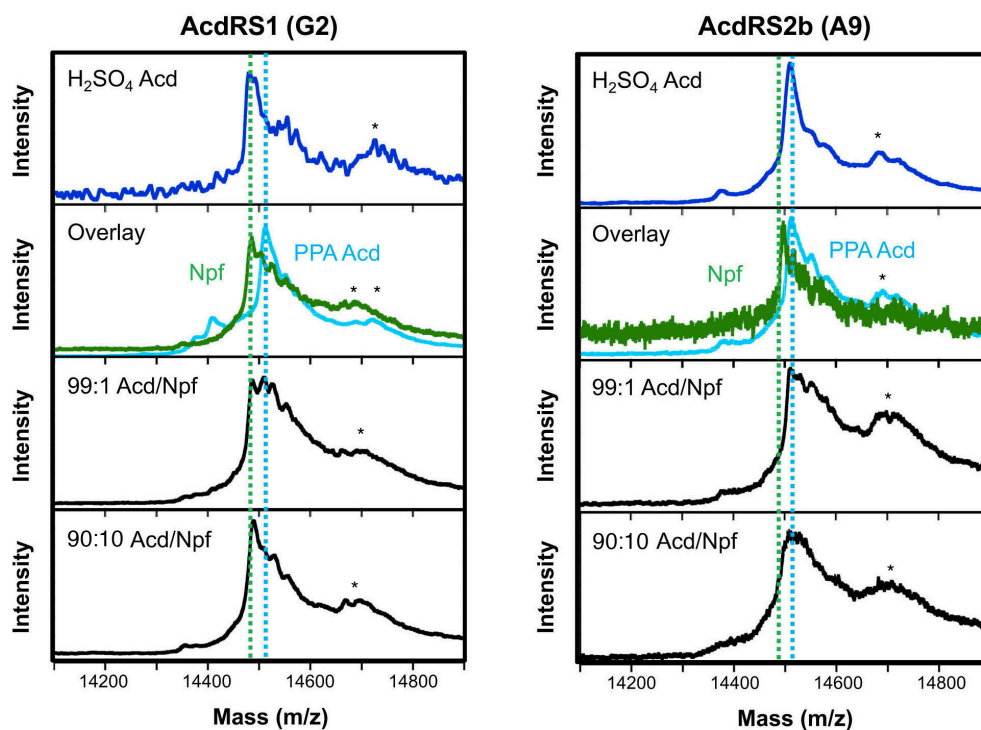 AcdRS1 (G2)
Intensity
H₂SO₄ Acd
*
Intensity
Overlay
Npf
PPA Acd
* *
Intensity
99:1 Acd/Npf
*
Intensity
90:10 Acd/Npf
*
14200 14400 14600 14800
Mass (m/z)
AcdRS2b (A9)
Intensity
H₂SO₄ Acd
*
Intensity
Overlay
Npf
PPA Acd
*
Intensity
99:1 Acd/Npf
*
Intensity
90:10 Acd/Npf
*
14200 14400 14600 14800
Mass (m/z)